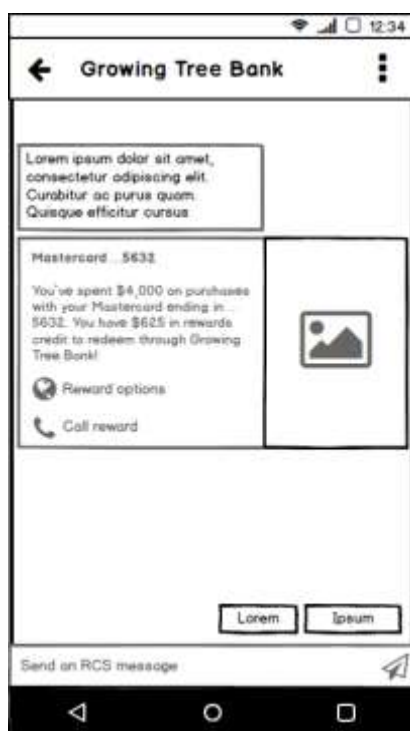 12:34
Growing Tree Bank
Lorem ipsum dolor sit amet,
consectetur adipiscing elit.
Curabitur ac purus quam.
Quisque efficitur cursus
Mastercard ...5632
You've spent $4,000 on purchases
with your Mastercard ending in ...
5632. You have $625 in rewards
credit to redeem through Growing
Tree Bank!
Reward options
Call reward
Lorem
Ipsum
Send an RCS message